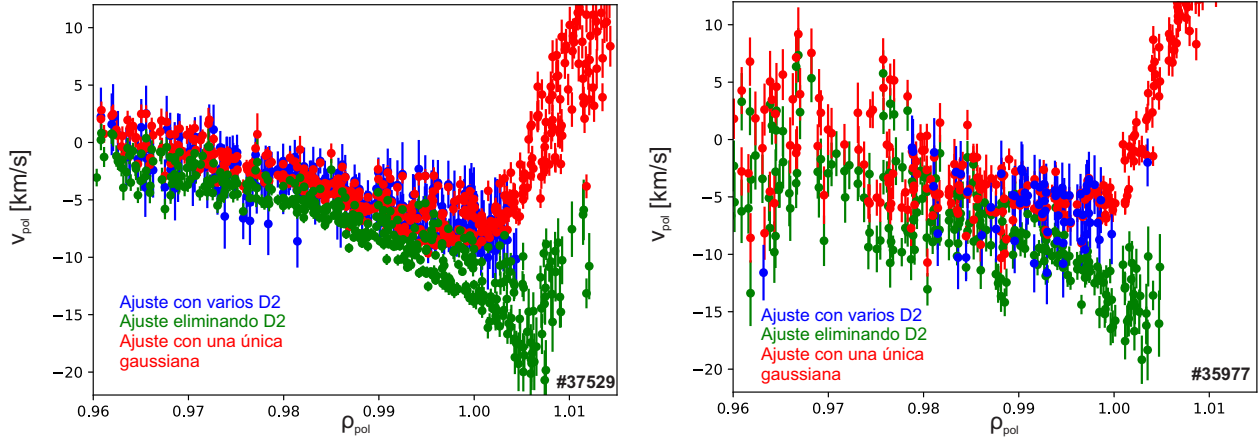 10
5
0
−5
−10
−15
−20
v_pol [km/s]
Ajuste con varios D2
Ajuste eliminando D2
Ajuste con una única
gaussiana
#37529
0.96 0.97 0.98 0.99 1.00 1.01
ρ_pol
10
5
0
−5
−10
−15
−20
v_pol [km/s]
Ajuste con varios D2
Ajuste eliminando D2
Ajuste con una única
gaussiana
#35977
0.96 0.97 0.98 0.99 1.00 1.01
ρ_pol